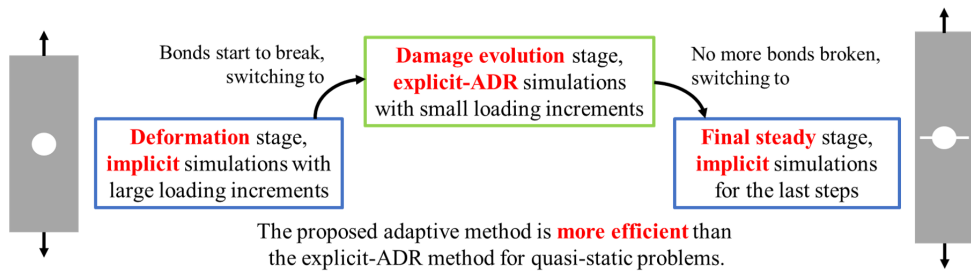 Bonds start to break,
switching to
Damage evolution stage,
explicit-ADR simulations
with small loading increments
No more bonds broken,
switching to
Deformation stage,
implicit simulations with
large loading increments
Final steady stage,
implicit simulations
for the last steps
The proposed adaptive method is more efficient than
the explicit-ADR method for quasi-static problems.